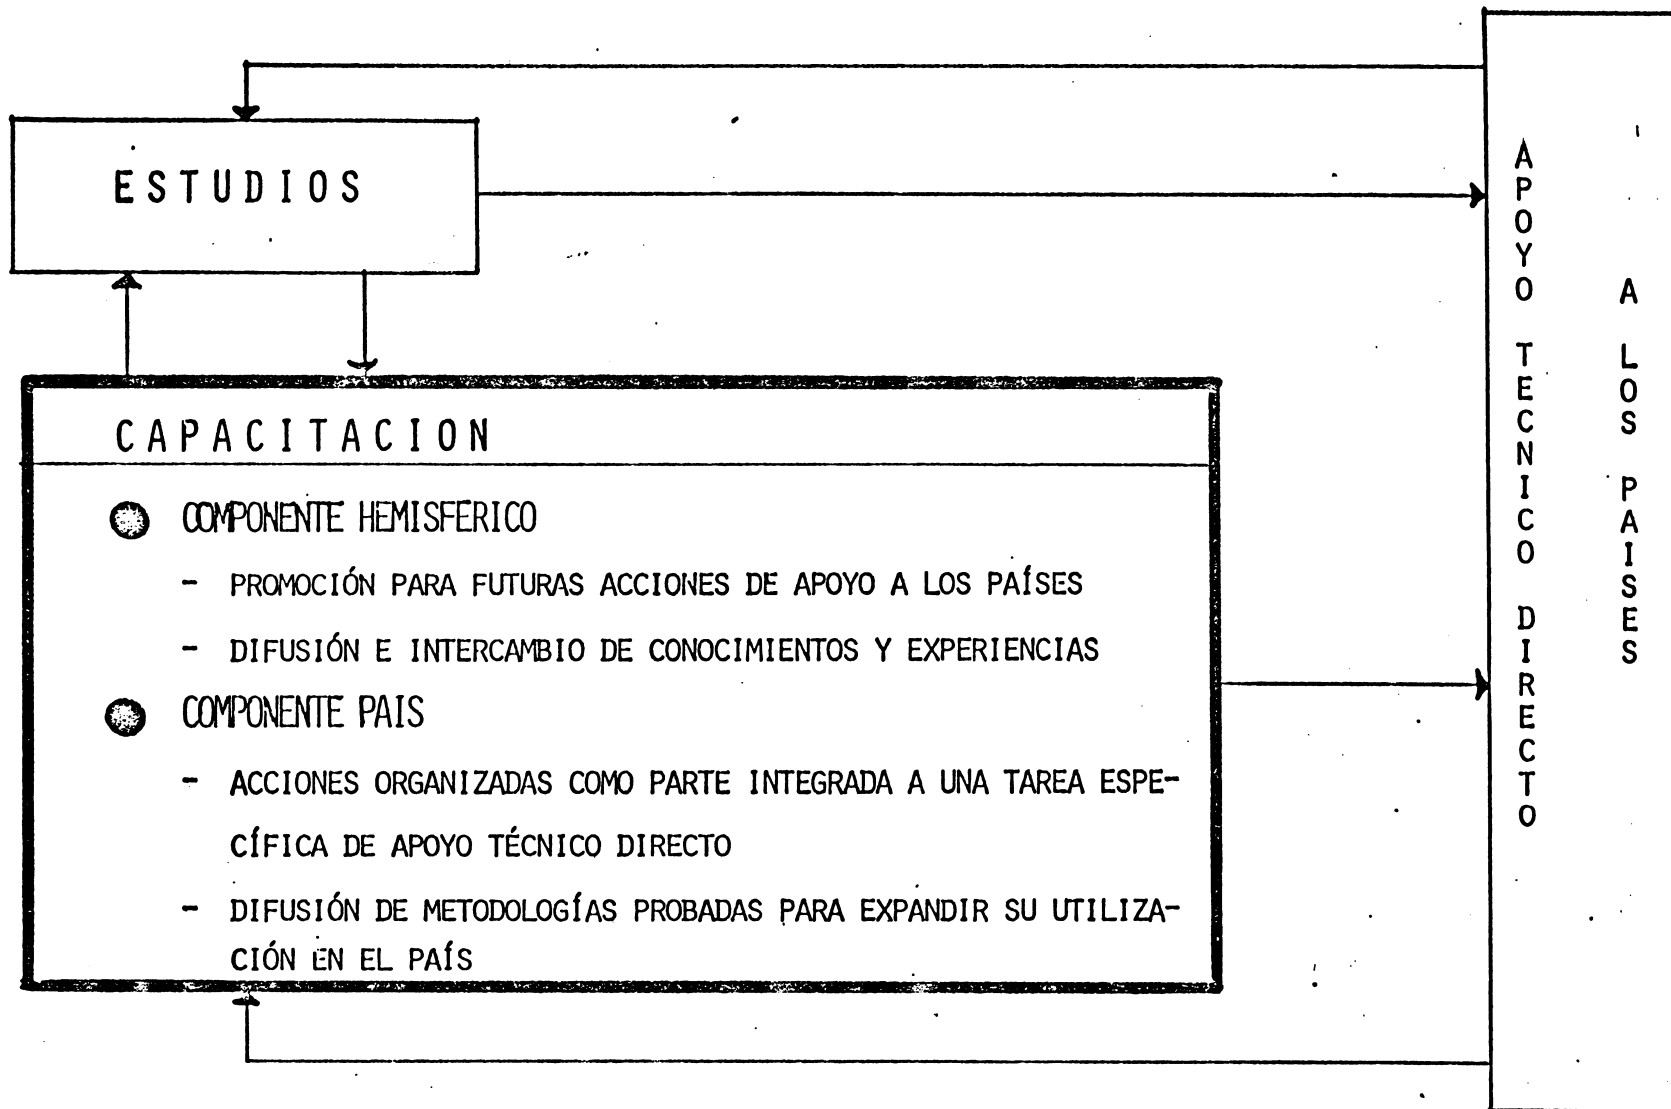 ESTUDIOS
CAPACITACION
COMPONENTE HEMISFERICO
- PROMOCIÓN PARA FUTURAS ACCIONES DE APOYO A LOS PAÍSES
- DIFUSIÓN E INTERCAMBIO DE CONOCIMIENTOS Y EXPERIENCIAS
COMPONENTE PAIS
- ACCIONES ORGANIZADAS COMO PARTE INTEGRADA A UNA TAREA ESPE-
CÍFICA DE APOYO TÉCNICO DIRECTO
- DIFUSIÓN DE METODOLOGÍAS PROBADAS PARA EXPANDIR SU UTILIZA-
CIÓN EN EL PAÍS
APOYO TECNICO DIRECTO
A LOS PAISES